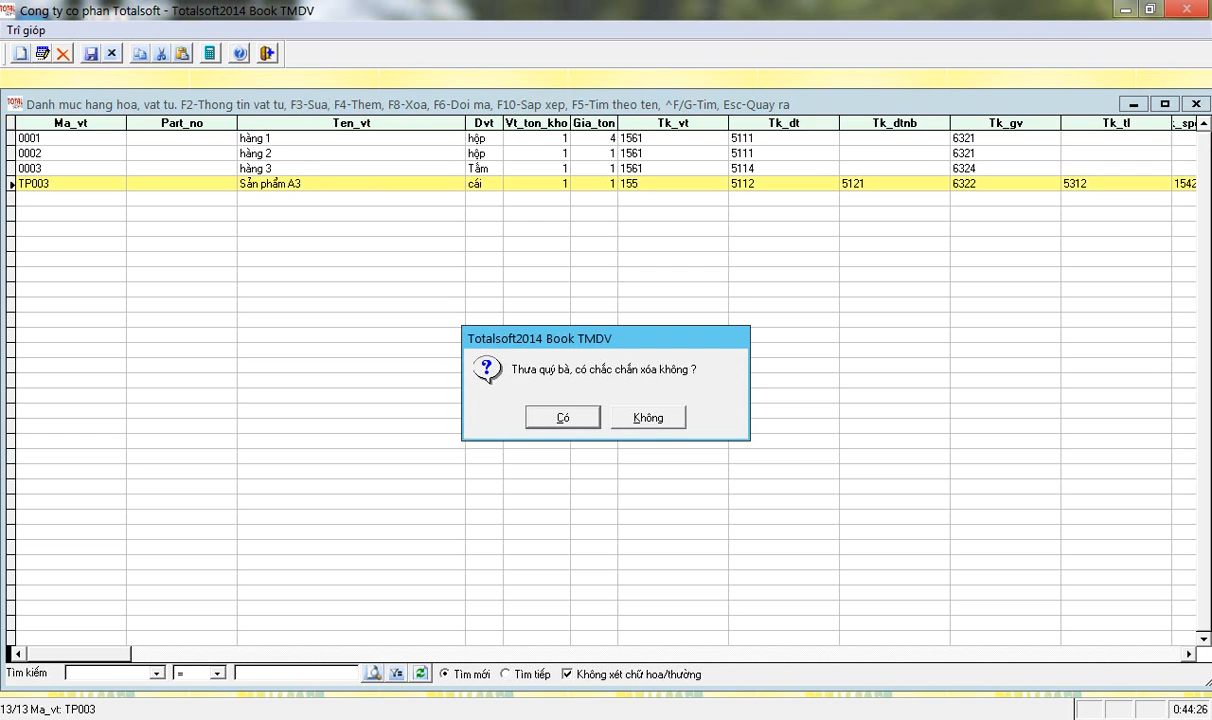 Cong ty co phan Totalsoft - Totalsoft2014 Book TMDV
Trî gióp
TOTAL Danh muc hang hoa, vat tu. F2-Thong tin vat tu, F3-Sua, F4-Them, F8-Xoa, F6-Doi ma, F10-Sap xep, F5-Tim theo ten, ^F/G-Tim, Esc-Quay ra
Ma_vt Part_no Ten_vt Dvt Vt_ton_kho Gia_ton Tk_vt Tk_dt Tk_dtnb Tk_gv Tk_tl
0001 hàng 1 hộp 1 4 1561 5111 6321
0002 hàng 2 hộp 1 1 1561 5111 6321
0003 hàng 3 Tấm 1 1 1561 5114 6324
TP003 Sản phẩm A3 cái 1 1 155 5112 5121 6322 5312 1542
Totalsoft2014 Book TMDV
Thưa quý bà, có chắc chắn xóa không ?
Có Không
Tìm kiếm = Tìm mới Tìm tiếp Không xét chữ hoa/thường
13/13 Ma_vt: TP003 0:44:26